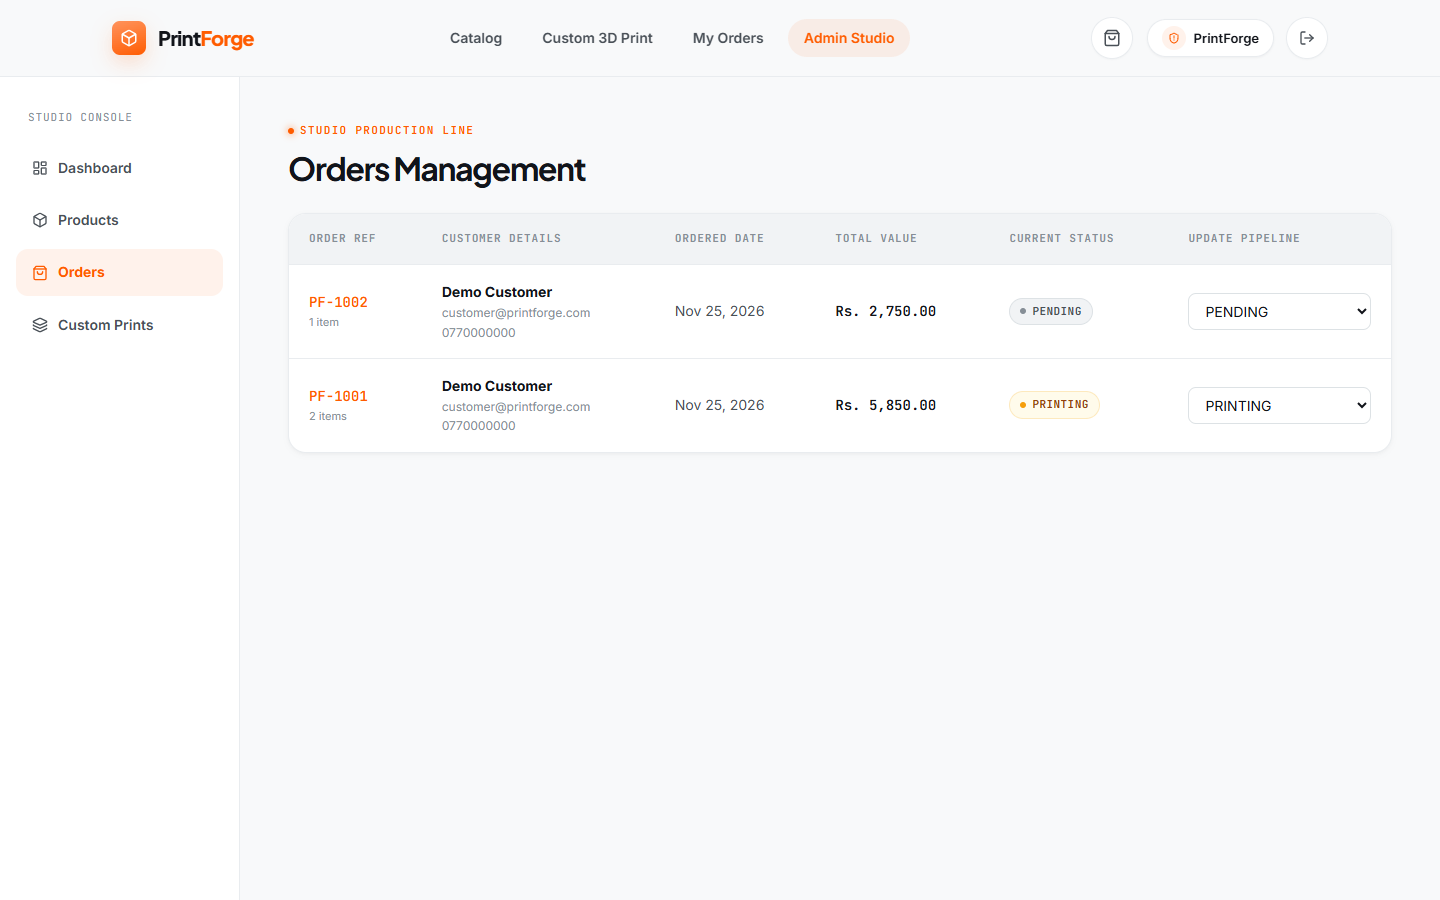 PrintForge
Catalog
Custom 3D Print
My Orders
Admin Studio
PrintForge
STUDIO CONSOLE
Dashboard
Products
Orders
Custom Prints
STUDIO PRODUCTION LINE
Orders Management
ORDER REF
CUSTOMER DETAILS
ORDERED DATE
TOTAL VALUE
CURRENT STATUS
UPDATE PIPELINE
PF-1002
1 item
Demo Customer
customer@printforge.com
0770000000
Nov 25, 2026
Rs. 2,750.00
PENDING
PENDING
PF-1001
2 items
Demo Customer
customer@printforge.com
0770000000
Nov 25, 2026
Rs. 5,850.00
PRINTING
PRINTING